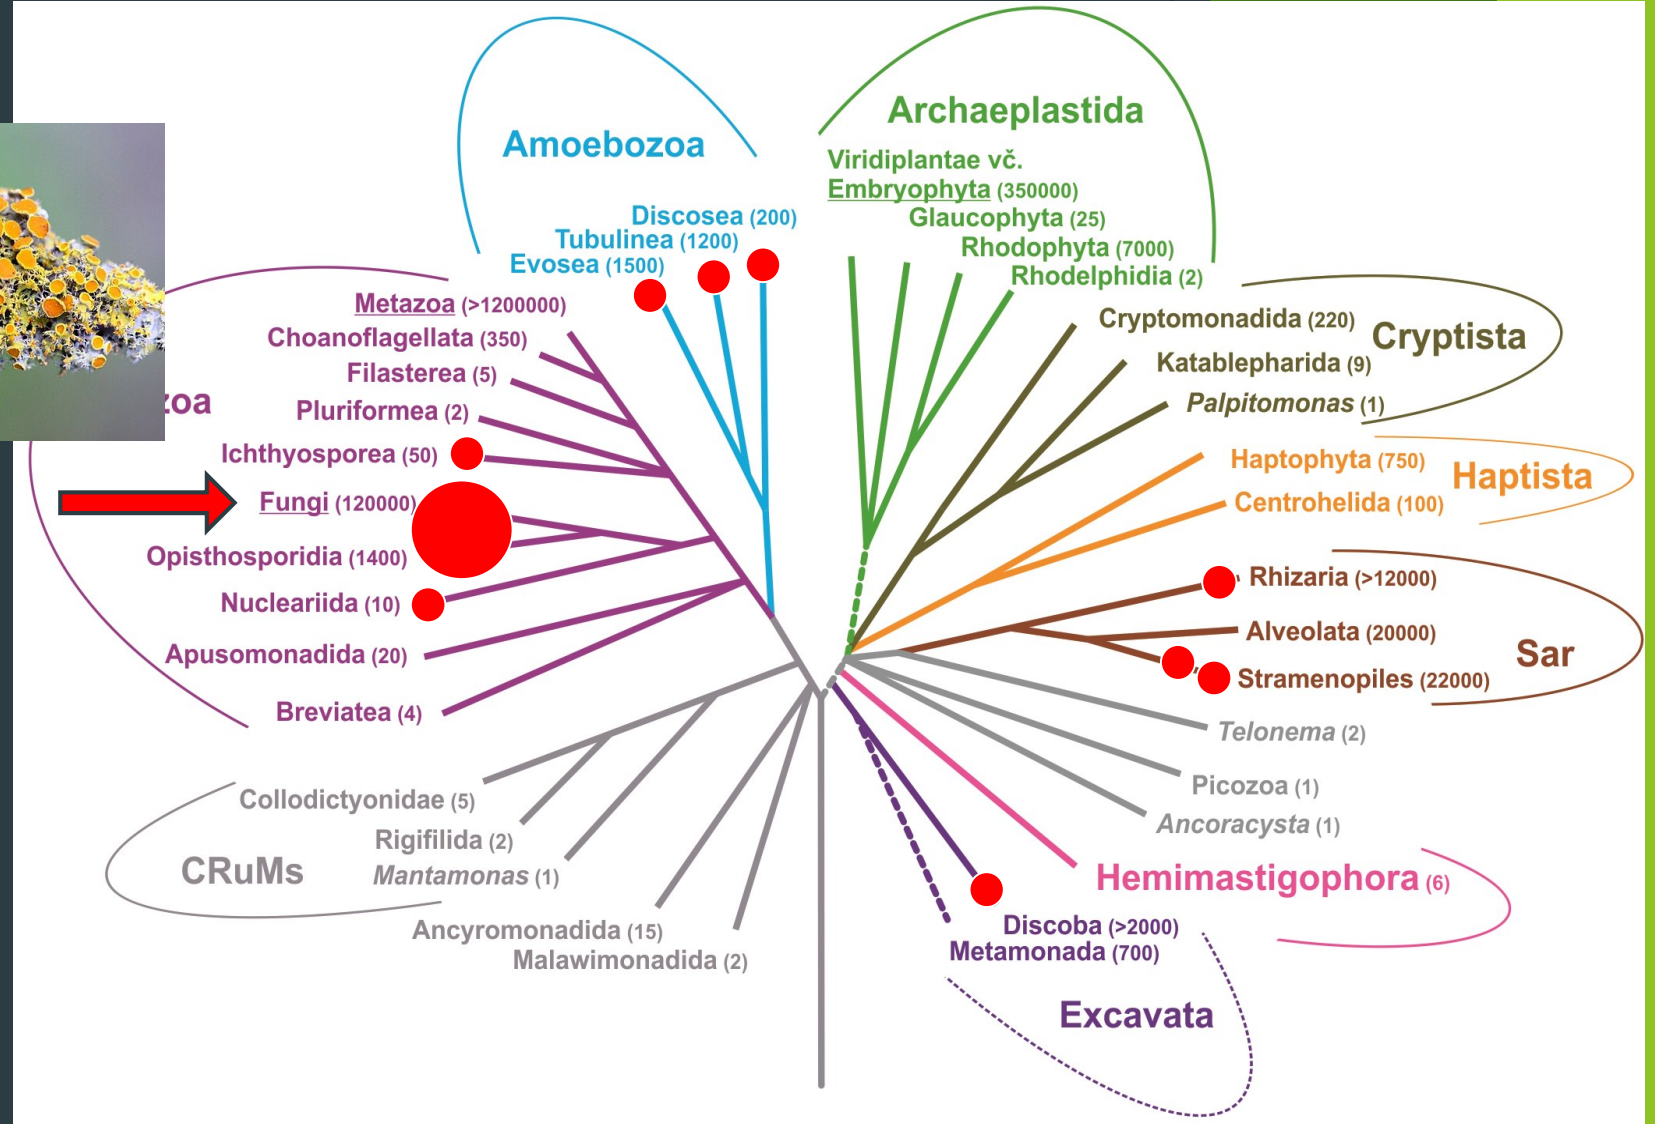 Archaeplastida
Amoebozoa
Viridiplantae vč.
Embryophyta (350000)
Glaucophyta (25)
Rhodophyta (7000)
Rhodelphidia (2)
Discosea (200)
Tubulinea (1200)
Evosea (1500)
Metazoa (>1200000)
Choanoflagellata (350)
Filasterea (5)
Pluriformea (2)
zoa
Ichthyosporea (50)
Fungi (120000)
Opisthosporidia (1400)
Nucleariida (10)
Apusomonadida (20)
Breviatea (4)
Cryptomonadida (220)
Cryptista
Katablepharida (9)
Palpitomonas (1)
Haptophyta (750)
Haptista
Centrohelida (100)
Rhizaria (>12000)
Alveolata (20000)
Sar
Stramenopiles (22000)
Telonema (2)
Picozoa (1)
Ancoracysta (1)
Hemimastigophora (6)
Collodictyonidae (5)
Rigifilida (2)
CRuMs
Mantamonas (1)
Ancyromonadida (15)
Malawimonadida (2)
Discoba (>2000)
Metamonada (700)
Excavata